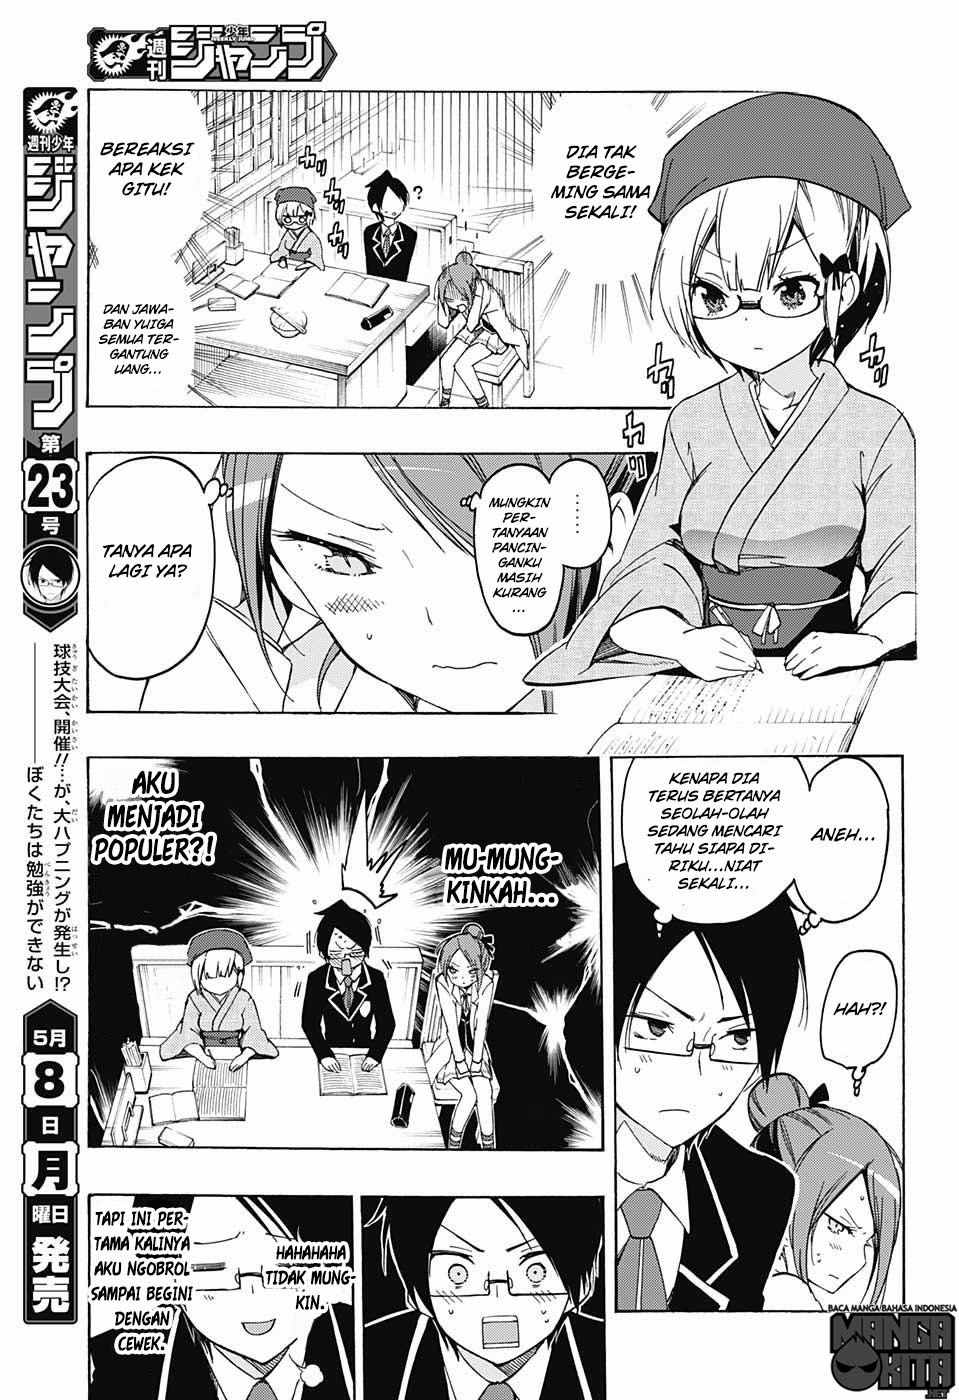 少年
週刊
ジャンプ
週刊少年
ジャンプ
第
23
号
球技大会、開催!!…が、大ハプニングが発生し!?
ぼくたちは勉強ができない
5月
8
日
月
曜日
発売
DIA TAK
BERGE-
MING SAMA
SEKALI!
BEREAKSI
APA KEK
GITU!
?
DAN JAWA-
BAN YUIGA
SEMUA TER-
GANTUNG
UANG...
MUNGKIN
PER-
TANYAAN
PANCIN-
GANKU
MASIH
KURANG
...
TANYA APA
LAGI YA?
ANEH...
KENAPA DIA
TERUS BERTANYA
SEOLAH-OLAH
SEDANG MENCARI
TAHU SIAPA DI-
RIKU...NIAT
SEKALI...
HAH?!
MU-MUNG-
KINKAH...
AKU
MENJADI
POPULER?!
HAHAHAHA
TIDAK MUNG-
KIN.
TAPI INI PER-
TAMA KALINYA
AKU NGOBROL
SAMPAI BEGINI
DENGAN
CEWEK.
BACA MANGA BAHASA INDONESIA
MANGA
KITA
.NET